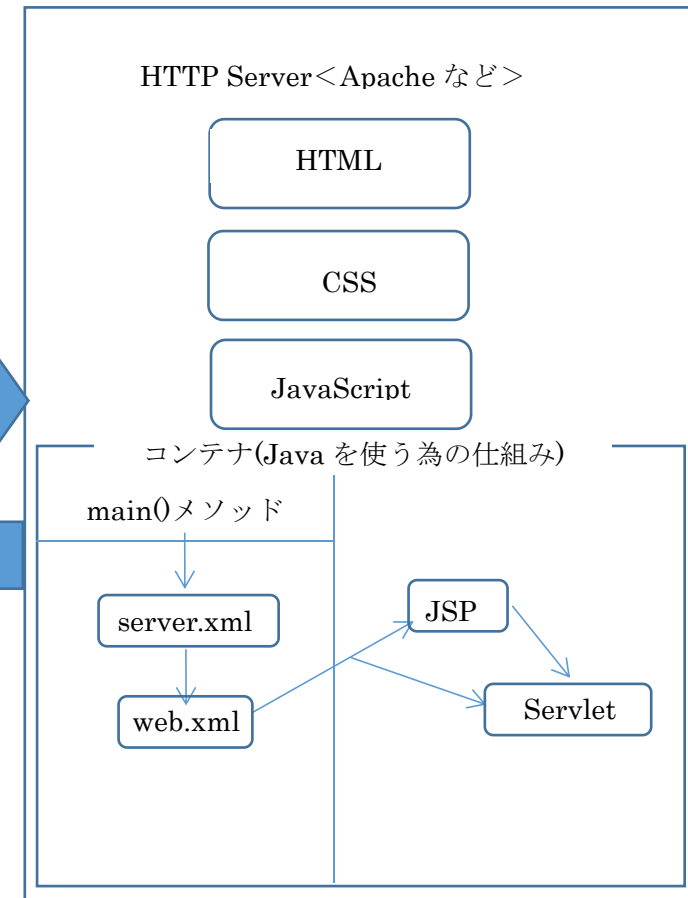 HTTP Server＜Apache など＞
HTML
CSS
JavaScript
コンテナ(Java を使う為の仕組み)
main()メソッド
server.xml
JSP
web.xml
Servlet